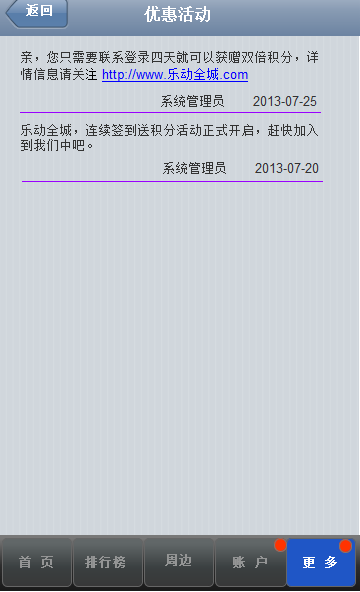 返回
优惠活动
亲，您只需要联系登录四天就可以获赠双倍积分，详
情信息请关注 http://www.乐动全城.com
系统管理员 2013-07-25
乐动全城，连续签到送积分活动正式开启，赶快加入
到我们中吧。
系统管理员 2013-07-20
首 页 排行榜 周边 账 户 更 多